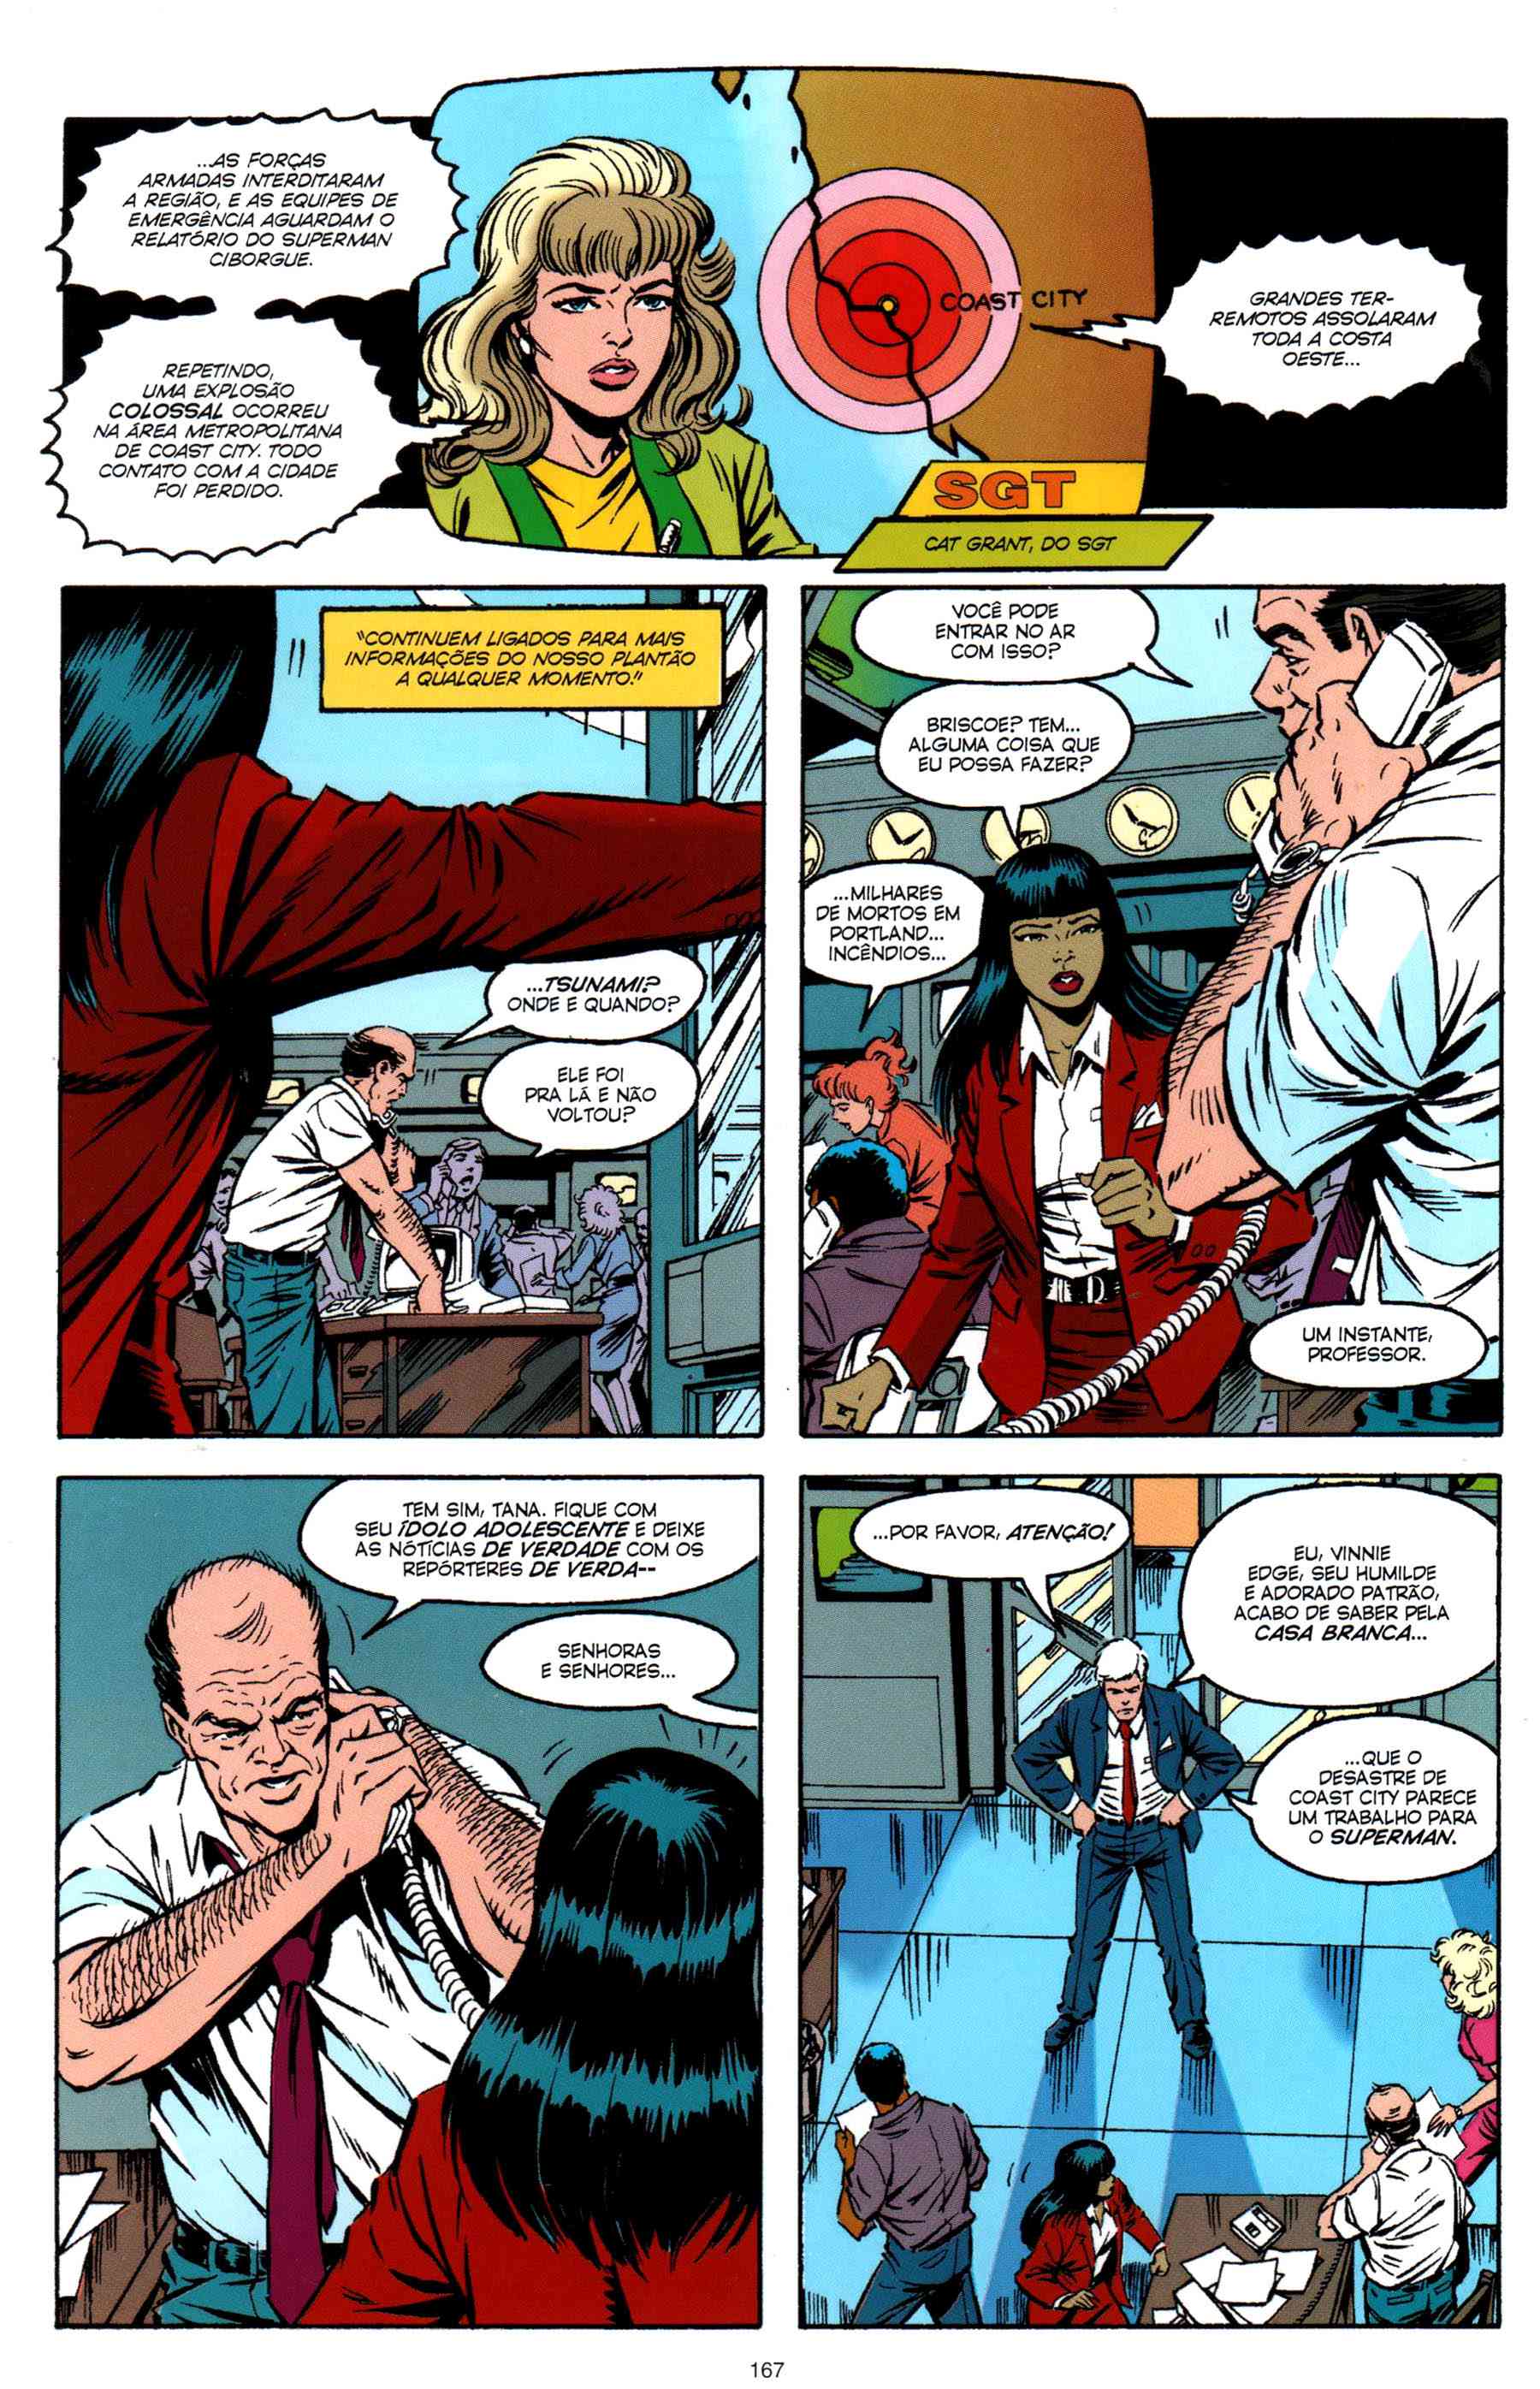 ...AS FORÇAS
ARMADAS INTERDITARAM
A REGIÃO, E AS EQUIPES DE
EMERGÊNCIA AGUARDAM O
RELATÓRIO DO SUPERMAN
CIBORGUE.
REPETINDO,
UMA EXPLOSÃO
COLOSSAL OCORREU
NA ÁREA METROPOLITANA
DE COAST CITY. TODO
CONTATO COM A CIDADE
FOI PERDIDO.
COAST CITY
GRANDES TER-
REMOTOS ASSOLARAM
TODA A COSTA
OESTE...
SGT
CAT GRANT, DO SGT
"CONTINUEM LIGADOS PARA MAIS
INFORMAÇÕES DO NOSSO PLANTÃO
A QUALQUER MOMENTO."
...TSUNAMI?
ONDE E QUANDO?
ELE FOI
PRA LÁ E NÃO
VOLTOU?
VOCÊ PODE
ENTRAR NO AR
COM ISSO?
BRISCOE? TEM...
ALGUMA COISA QUE
EU POSSA FAZER?
...MILHARES
DE MORTOS EM
PORTLAND...
INCÊNDIOS...
UM INSTANTE,
PROFESSOR.
TEM SIM, TANA. FIQUE COM
SEU ÍDOLO ADOLESCENTE E DEIXE
AS NOTÍCIAS DE VERDADE COM OS
REPÓRTERES DE VERDA--
SENHORAS
E SENHORES...
...POR FAVOR, ATENÇÃO!
EU, VINNIE
EDGE, SEU HUMILDE
E ADORADO PATRÃO,
ACABO DE SABER PELA
CASA BRANCA...
...QUE O
DESASTRE DE
COAST CITY PARECE
UM TRABALHO PARA
O SUPERMAN.
167